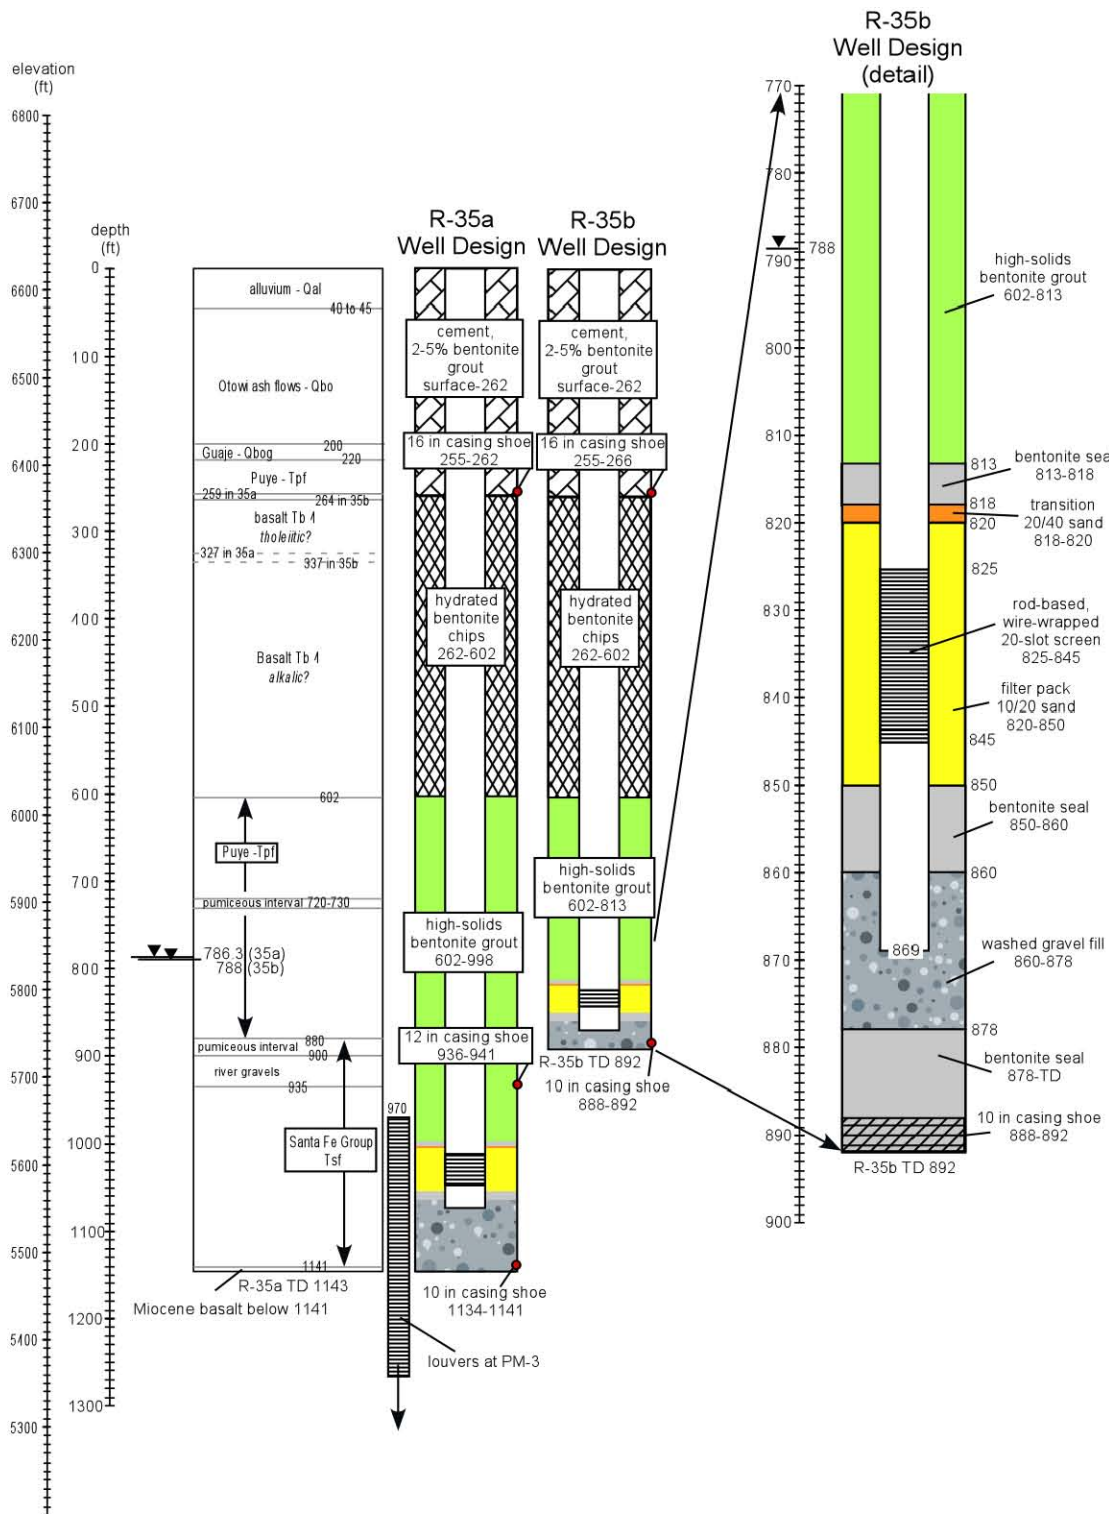 R-35b
Well Design
(detail)
elevation
(ft)
6800
6700
6600
6500
6400
6300
6200
6100
6000
5900
5800
5700
5600
5500
5400
5300
depth
(ft)
0
100
200
300
400
500
600
700
800
900
1000
1100
1200
1300
alluvium - Qal
40 to 45
Otowi ash flows - Qbo
200
Guaje - Qbog
220
Puye - Tpf
259 in 35a
264 in 35b
basalt Tb 4
tholeiitic?
327 in 35a
337 in 35b
Basalt Tb 4
alkalic?
602
Puye -Tpf
pumiceous interval 720-730
786.3 (35a)
788 (35b)
880
pumiceous interval
900
river gravels
935
Santa Fe Group
Tsf
1141
R-35a TD 1143
Miocene basalt below 1141
970
louvers at PM-3
R-35a
Well Design
cement,
2-5% bentonite
grout
surface-262
16 in casing shoe
255-262
hydrated
bentonite
chips
262-602
high-solids
bentonite grout
602-998
12 in casing shoe
936-941
10 in casing shoe
1134-1141
R-35b
Well Design
cement,
2-5% bentonite
grout
surface-262
16 in casing shoe
255-266
hydrated
bentonite
chips
262-602
high-solids
bentonite grout
602-813
R-35b TD 892
10 in casing shoe
888-892
770
780
788
790
800
810
820
830
840
850
860
870
880
890
900
high-solids
bentonite grout
602-813
813
bentonite seal
813-818
818
transition
20/40 sand
818-820
820
825
rod-based,
wire-wrapped
20-slot screen
825-845
filter pack
10/20 sand
820-850
845
850
bentonite seal
850-860
860
869
washed gravel fill
860-878
878
bentonite seal
878-TD
10 in casing shoe
888-892
R-35b TD 892